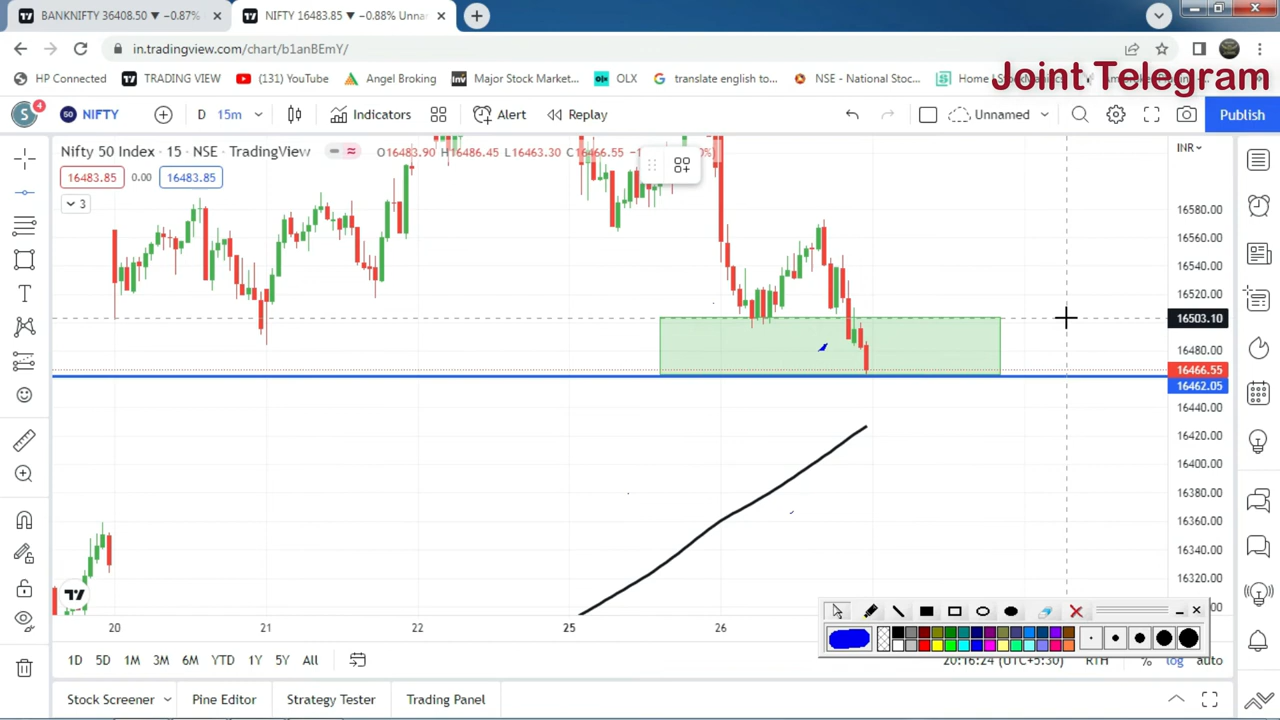 BANKNIFTY 36408.50 ▼ −0.87%
NIFTY 16483.85 ▼ −0.88% Unna
in.tradingview.com/chart/b1anBEmY/
HP Connected
TRADING VIEW
(131) YouTube
Angel Broking
Major Stock Market...
OLX
translate english to...
NSE - National Stoc...
Joint Telegram
S 4
50 NIFTY
D 15m
Indicators
Alert
Replay
Unnamed
Publish
Nifty 50 Index · 15 · NSE · TradingView
O16483.90 H16486.45 L16463.30 C16466.55
INR
16483.85 0.00 16483.85
3
16580.00
16560.00
16540.00
16520.00
16503.10
16480.00
16466.55
16462.05
16440.00
16420.00
16400.00
16380.00
16360.00
16340.00
16320.00
20 21 22 25 26
1D 5D 1M 3M 6M YTD 1Y 5Y All
20:16:24 (UTC+5:30) RTH % log auto
Stock Screener
Pine Editor
Strategy Tester
Trading Panel